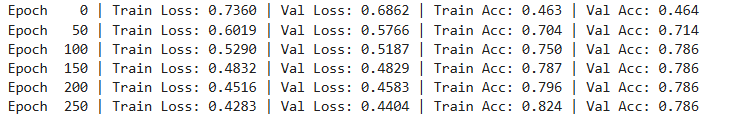 Epoch    0 | Train Loss: 0.7360 | Val Loss: 0.6862 | Train Acc: 0.463 | Val Acc: 0.464
Epoch   50 | Train Loss: 0.6019 | Val Loss: 0.5766 | Train Acc: 0.704 | Val Acc: 0.714
Epoch  100 | Train Loss: 0.5290 | Val Loss: 0.5187 | Train Acc: 0.750 | Val Acc: 0.786
Epoch  150 | Train Loss: 0.4832 | Val Loss: 0.4829 | Train Acc: 0.787 | Val Acc: 0.786
Epoch  200 | Train Loss: 0.4516 | Val Loss: 0.4583 | Train Acc: 0.796 | Val Acc: 0.786
Epoch  250 | Train Loss: 0.4283 | Val Loss: 0.4404 | Train Acc: 0.824 | Val Acc: 0.786